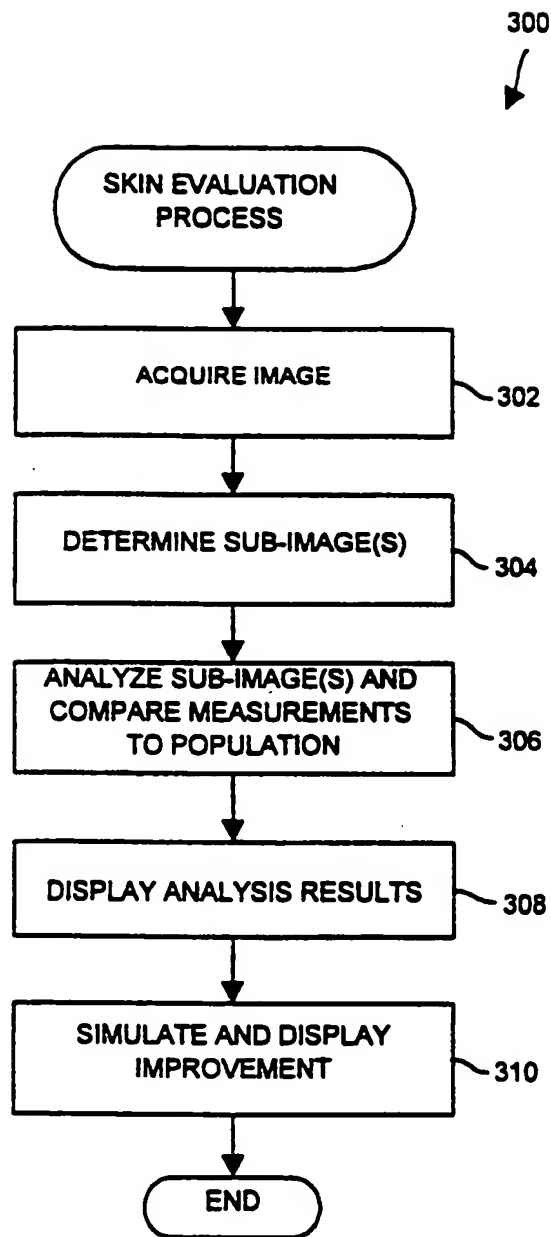 300
SKIN EVALUATION
PROCESS
ACQUIRE IMAGE
302
DETERMINE SUB-IMAGE(S)
304
ANALYZE SUB-IMAGE(S) AND
COMPARE MEASUREMENTS
TO POPULATION
306
DISPLAY ANALYSIS RESULTS
308
SIMULATE AND DISPLAY
IMPROVEMENT
310
END